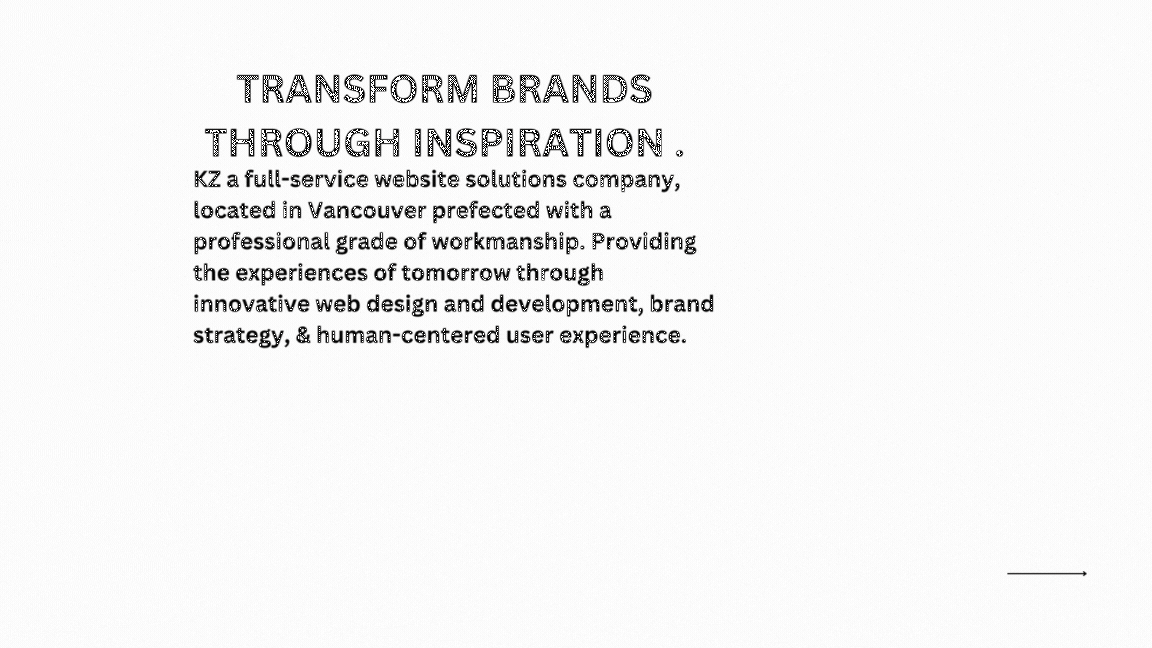 TRANSFORM BRANDS
THROUGH INSPIRATION .
KZ a full-service website solutions company,
located in Vancouver prefected with a
professional grade of workmanship. Providing
the experiences of tomorrow through
innovative web design and development, brand
strategy, & human-centered user experience.